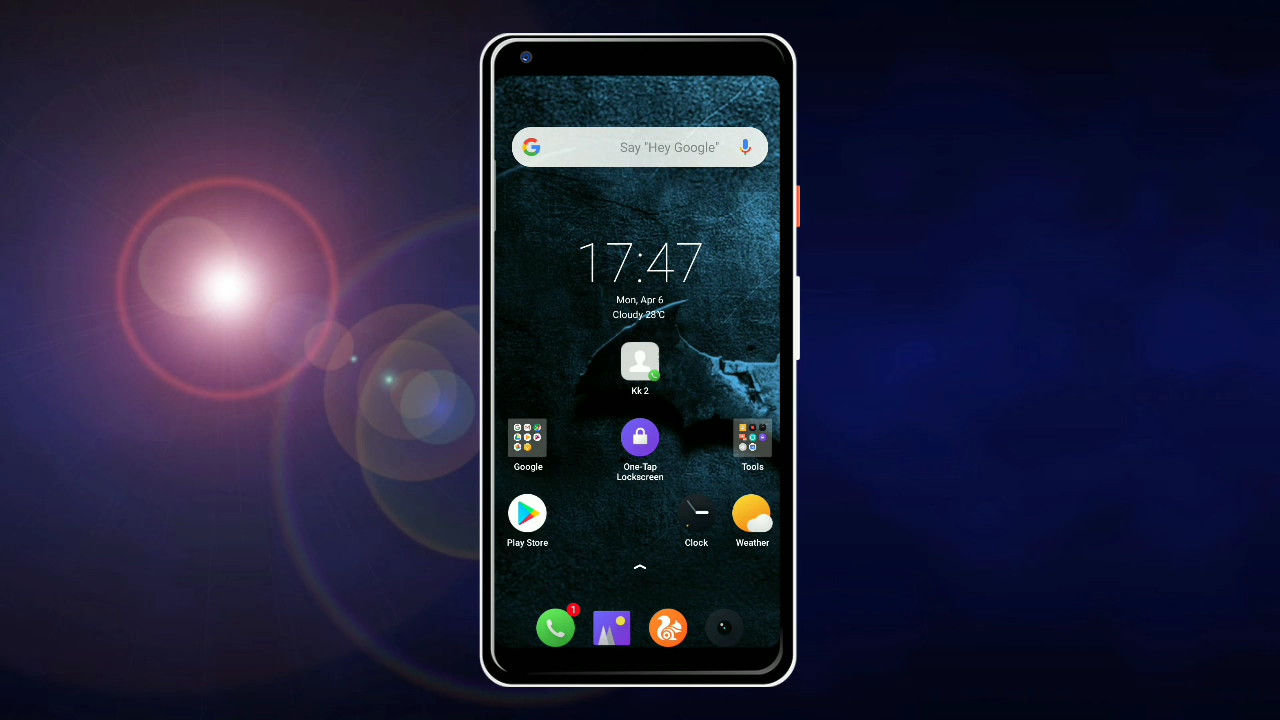 Say "Hey Google"
17:47
Mon, Apr 6
Cloudy 28℃
Kk 2
Google
One-Tap
Lockscreen
Tools
Play Store
Clock
Weather
1